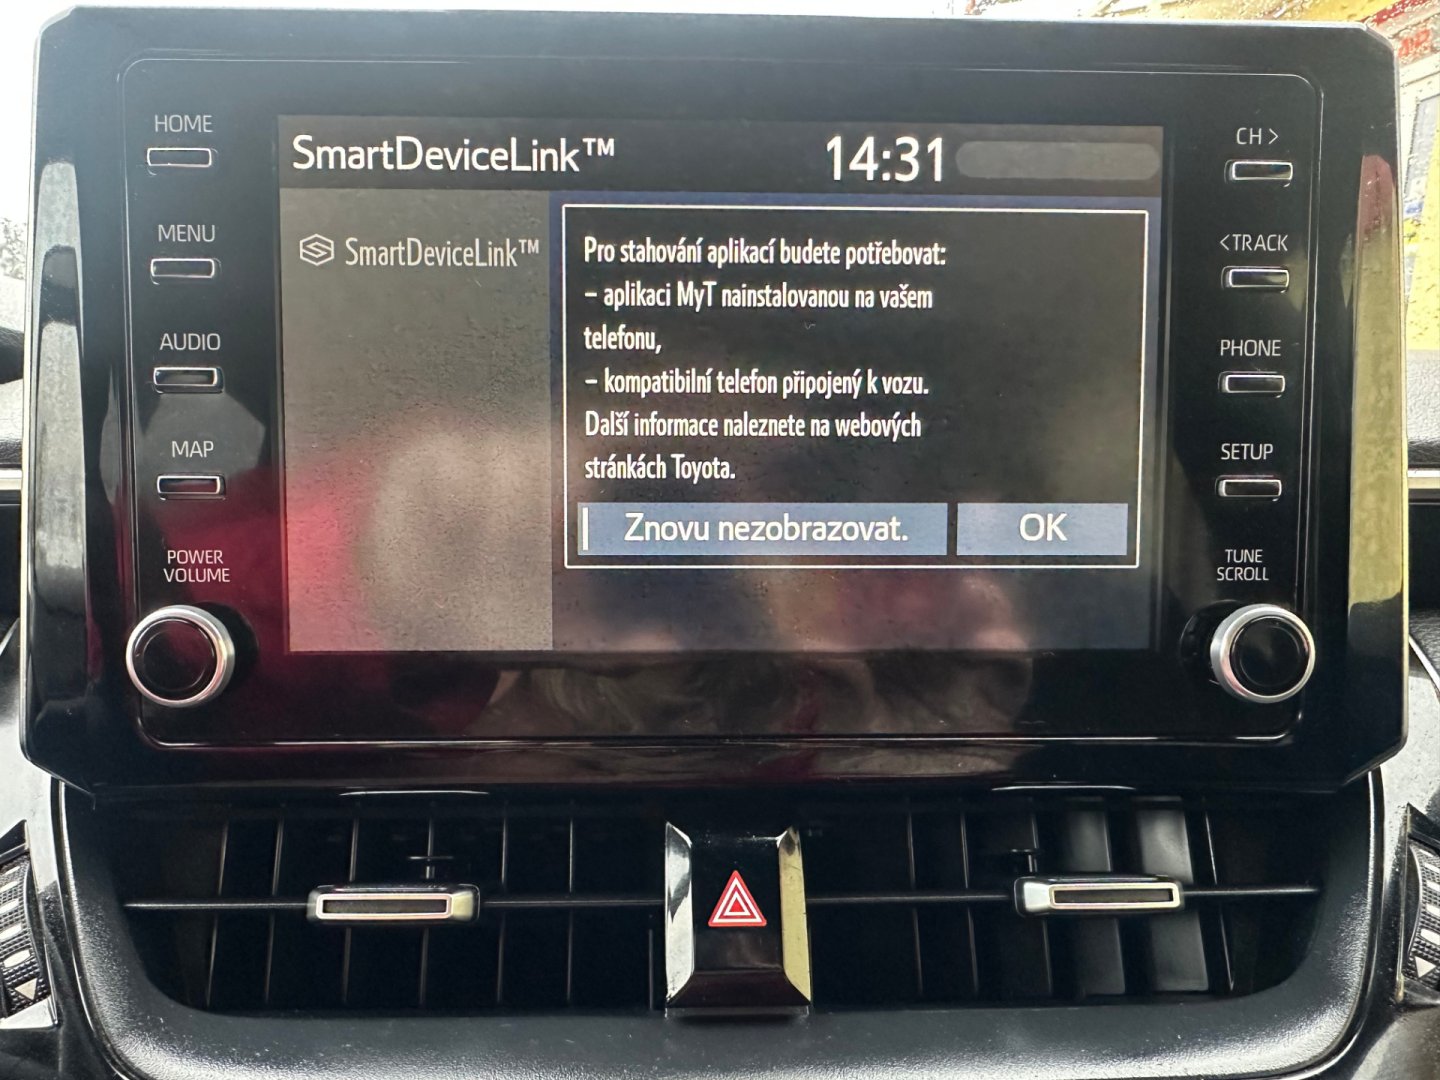 HOME
MENU
AUDIO
MAP
POWER
VOLUME
SmartDeviceLink™
14:31
SmartDeviceLink™
Pro stahování aplikací budete potřebovat:
– aplikaci MyT nainstalovanou na vašem
telefonu,
– kompatibilní telefon připojený k vozu.
Další informace naleznete na webových
stránkách Toyota.
Znovu nezobrazovat.
OK
CH >
<TRACK
PHONE
SETUP
TUNE
SCROLL